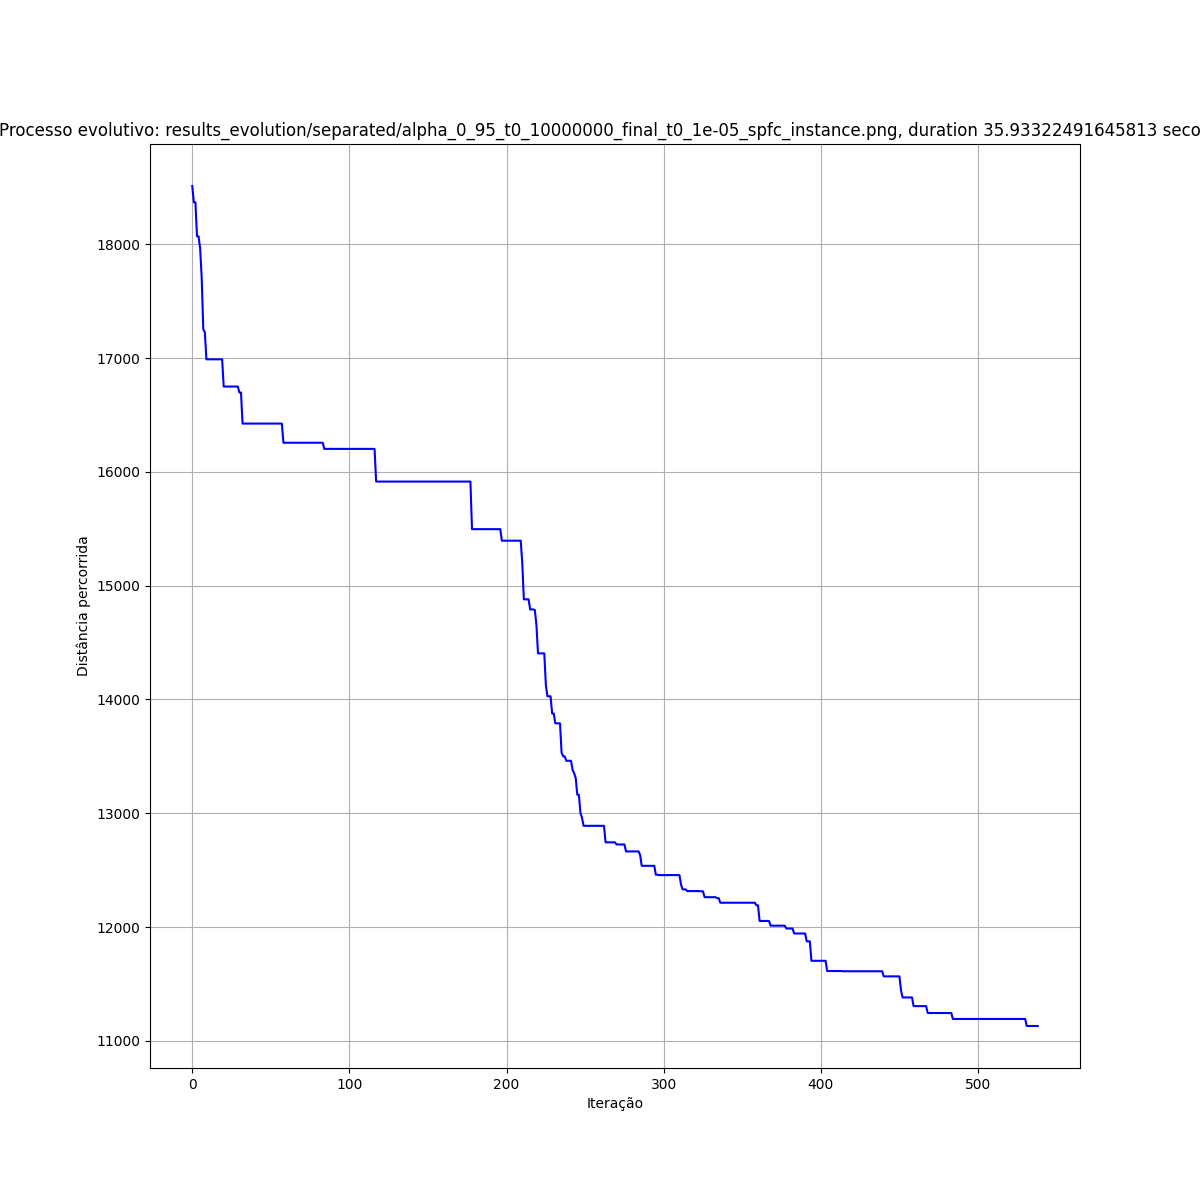 Processo evolutivo: results_evolution/separated/alpha_0_95_t0_10000000_final_t0_1e-05_spfc_instance.png, duration 35.93322491645813 seco
18000
17000
16000
15000
14000
13000
12000
11000
Distância percorrida
0 100 200 300 400 500
Iteração